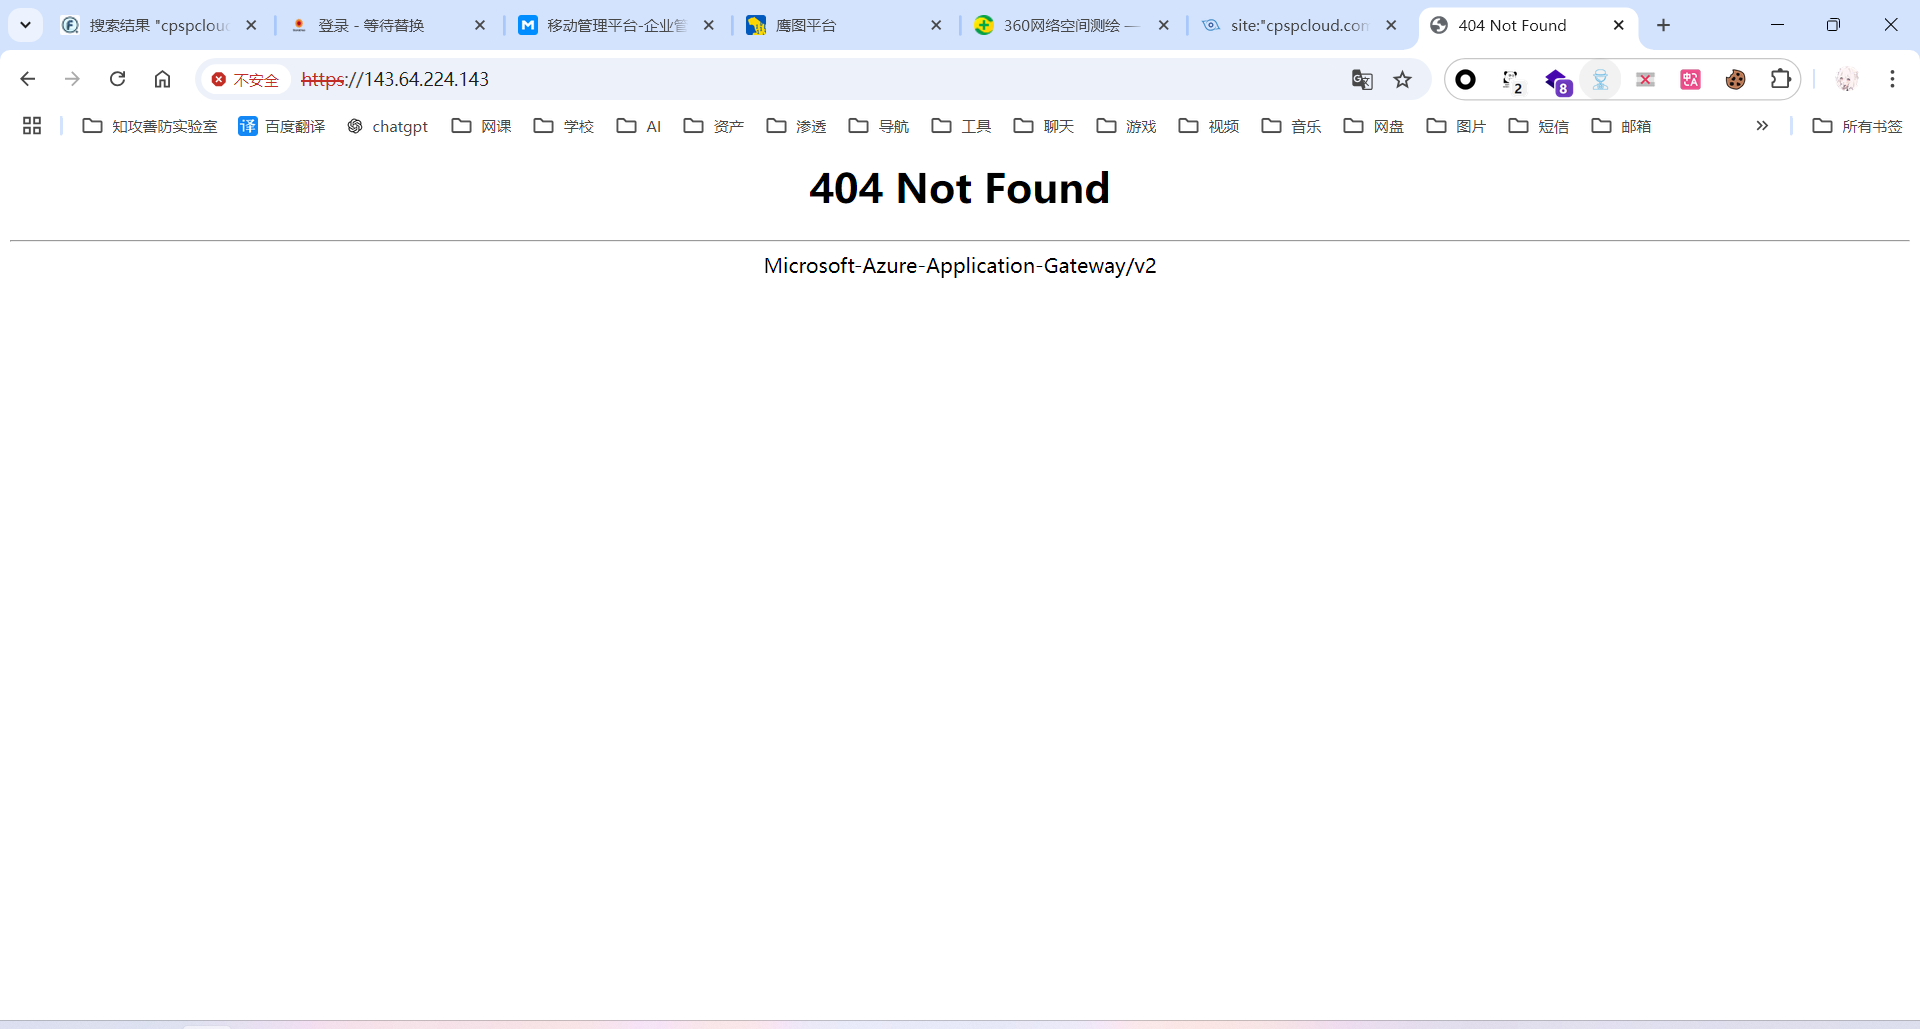 搜索结果 "cpspclou
登录 - 等待替换
移动管理平台-企业管
鹰图平台
360网络空间测绘 —
site:"cpspcloud.con
404 Not Found
不安全
https://143.64.224.143
2
8
知攻善防实验室
译 百度翻译
chatgpt
网课
学校
AI
资产
渗透
导航
工具
聊天
游戏
视频
音乐
网盘
图片
短信
邮箱
所有书签
404 Not Found
Microsoft-Azure-Application-Gateway/v2